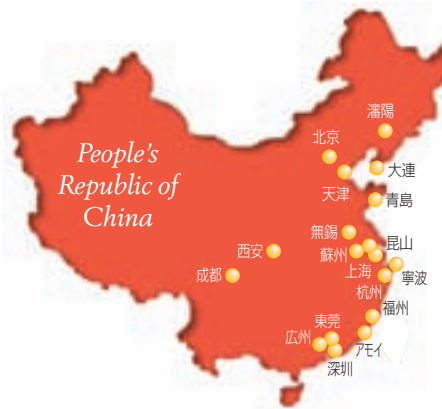 瀋陽
北京
大連
天津
People's
Republic of
China
青島
無錫
昆山
西安
蘇州
上海
寧波
成都
杭州
福州
東莞
広州
アモイ
深圳